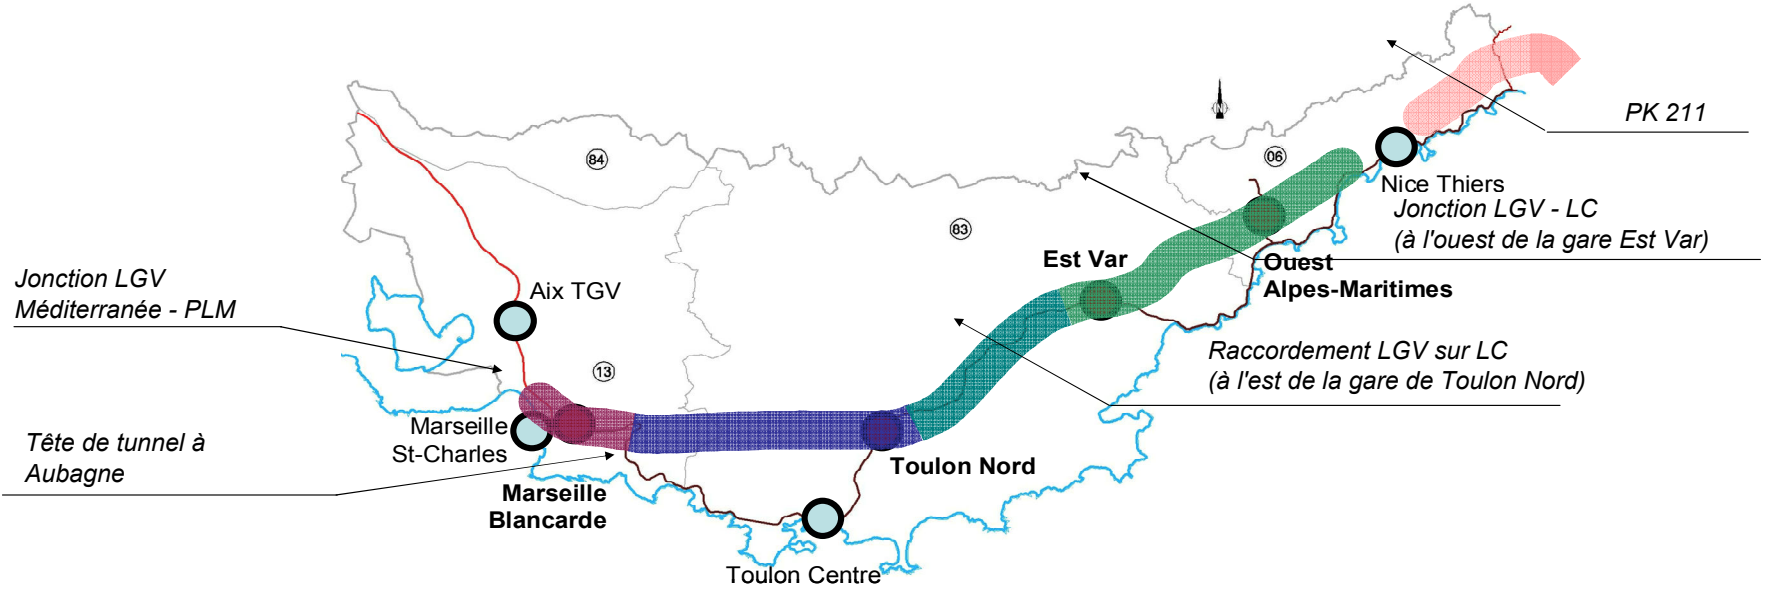 PK 211
84
06
N
Nice Thiers
Jonction LGV - LC
(à l'ouest de la gare Est Var)
83
Est Var
Ouest
Alpes-Maritimes
Jonction LGV
Méditerranée - PLM
Aix TGV
Raccordement LGV sur LC
(à l'est de la gare de Toulon Nord)
13
Marseille
St-Charles
Tête de tunnel à
Aubagne
Toulon Nord
Marseille
Blancarde
Toulon Centre